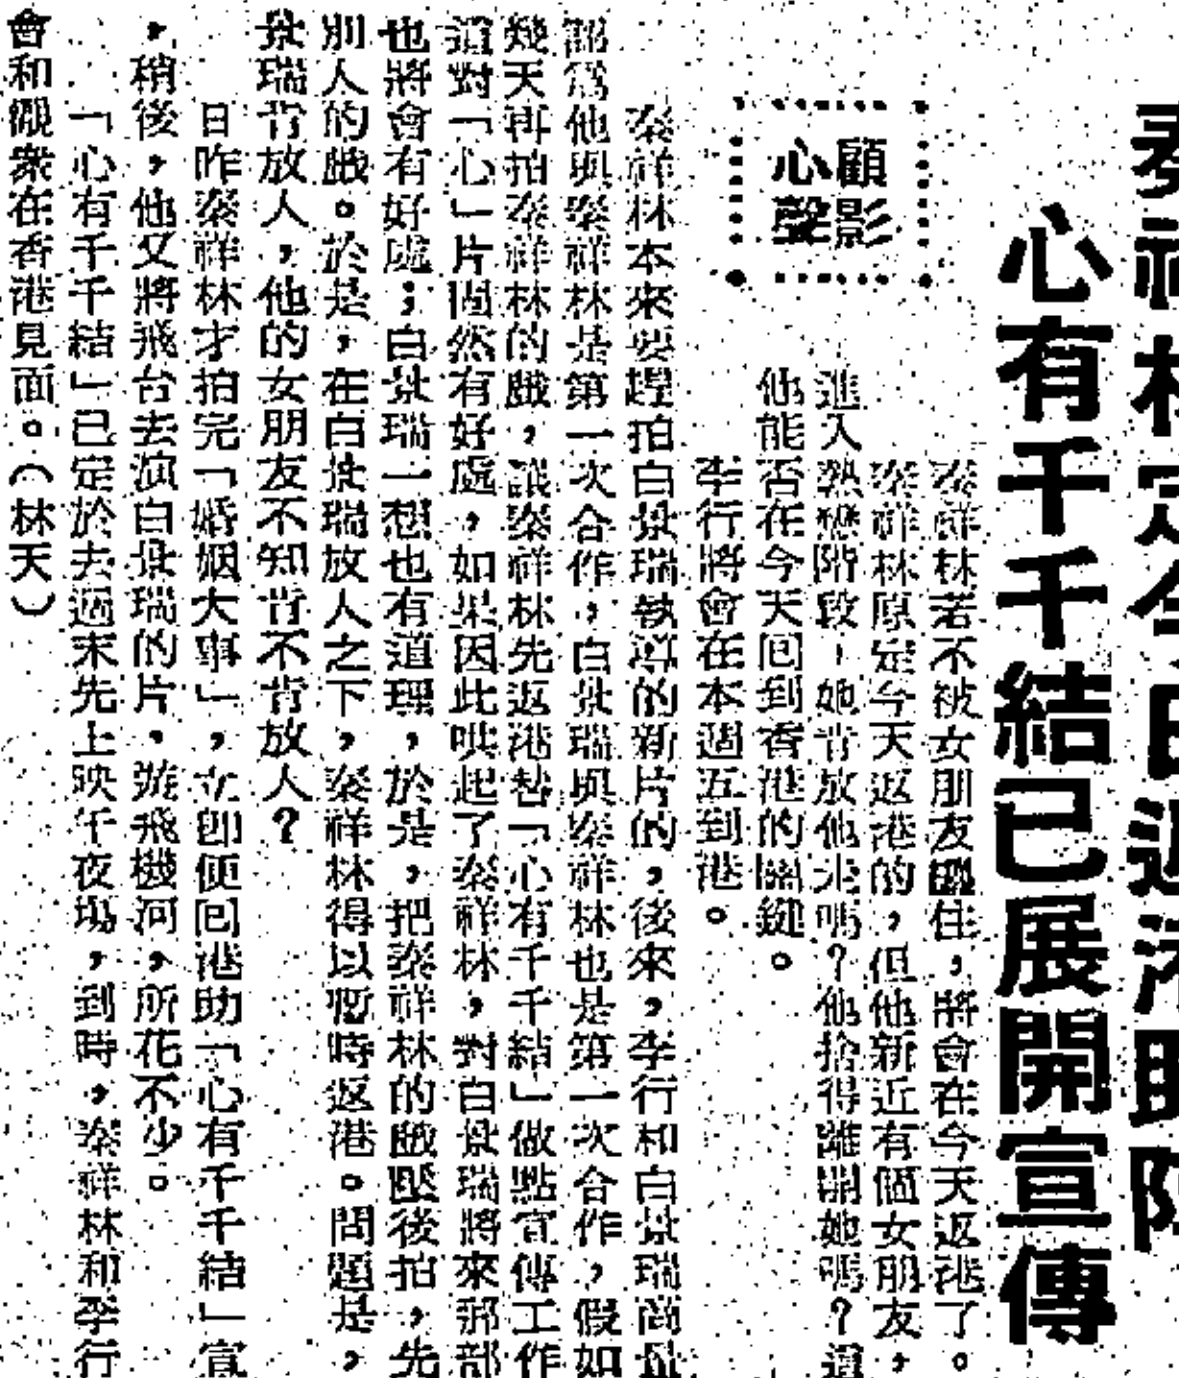 秦祥林定今日返港
心有千千結已展開宣傳
顧影
心聲
秦祥林若不被女朋友綑住,將會在今天返港了。
秦祥林原定今天返港的,但他新近有個女朋友,
進入熱戀階段!她肯放他走嗎?他捨得離開她嗎?這
他能否在今天回到香港的關鍵。
李行將會在本週五到港。
秦祥林本來要趕拍白景瑞執導的新片的,後來,李行和白景瑞商量
認爲他與秦祥林是第一次合作,白景瑞與秦祥林也是第一次合作,假如
幾天再拍秦祥林的戲,讓秦祥林先返港替「心有千千結」做點宣傳工作
這對「心」片固然有好處,如果因此哄起了秦祥林,對白景瑞將來那部
也將會有好處;白景瑞一想也有道理,於是,把秦祥林的戲壓後拍,先
別人的戲。於是,在白景瑞放人之下,秦祥林得以暫時返港。問題是,
景瑞肯放人,他的女朋友不知肯不肯放人?
日昨秦祥林才拍完「婚姻大事」,立即便回港助「心有千千結」宣
,稍後,他又將飛台去演白景瑞的片,遊飛機河,所花不少。
「心有千千結」已定於去週末先上映午夜場,到時,秦祥林和李行
會和觀衆在香港見面。(林天)